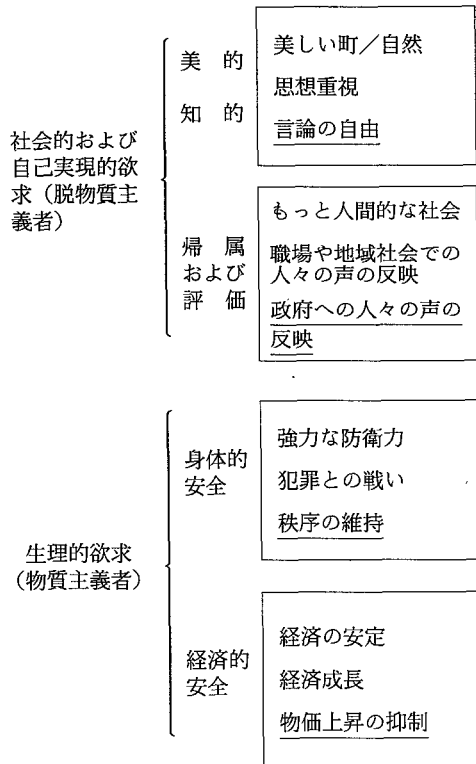 社会的および
自己実現的欲
求（脱物質主
義者）
美的
知的
美しい町／自然
思想重視
言論の自由
帰属
および
評価
もっと人間的な社会
職場や地域社会での
人々の声の反映
政府への人々の声の
反映
生理的欲求
（物質主義者）
身体的
安全
強力な防衛力
犯罪との戦い
秩序の維持
経済的
安全
経済の安定
経済成長
物価上昇の抑制